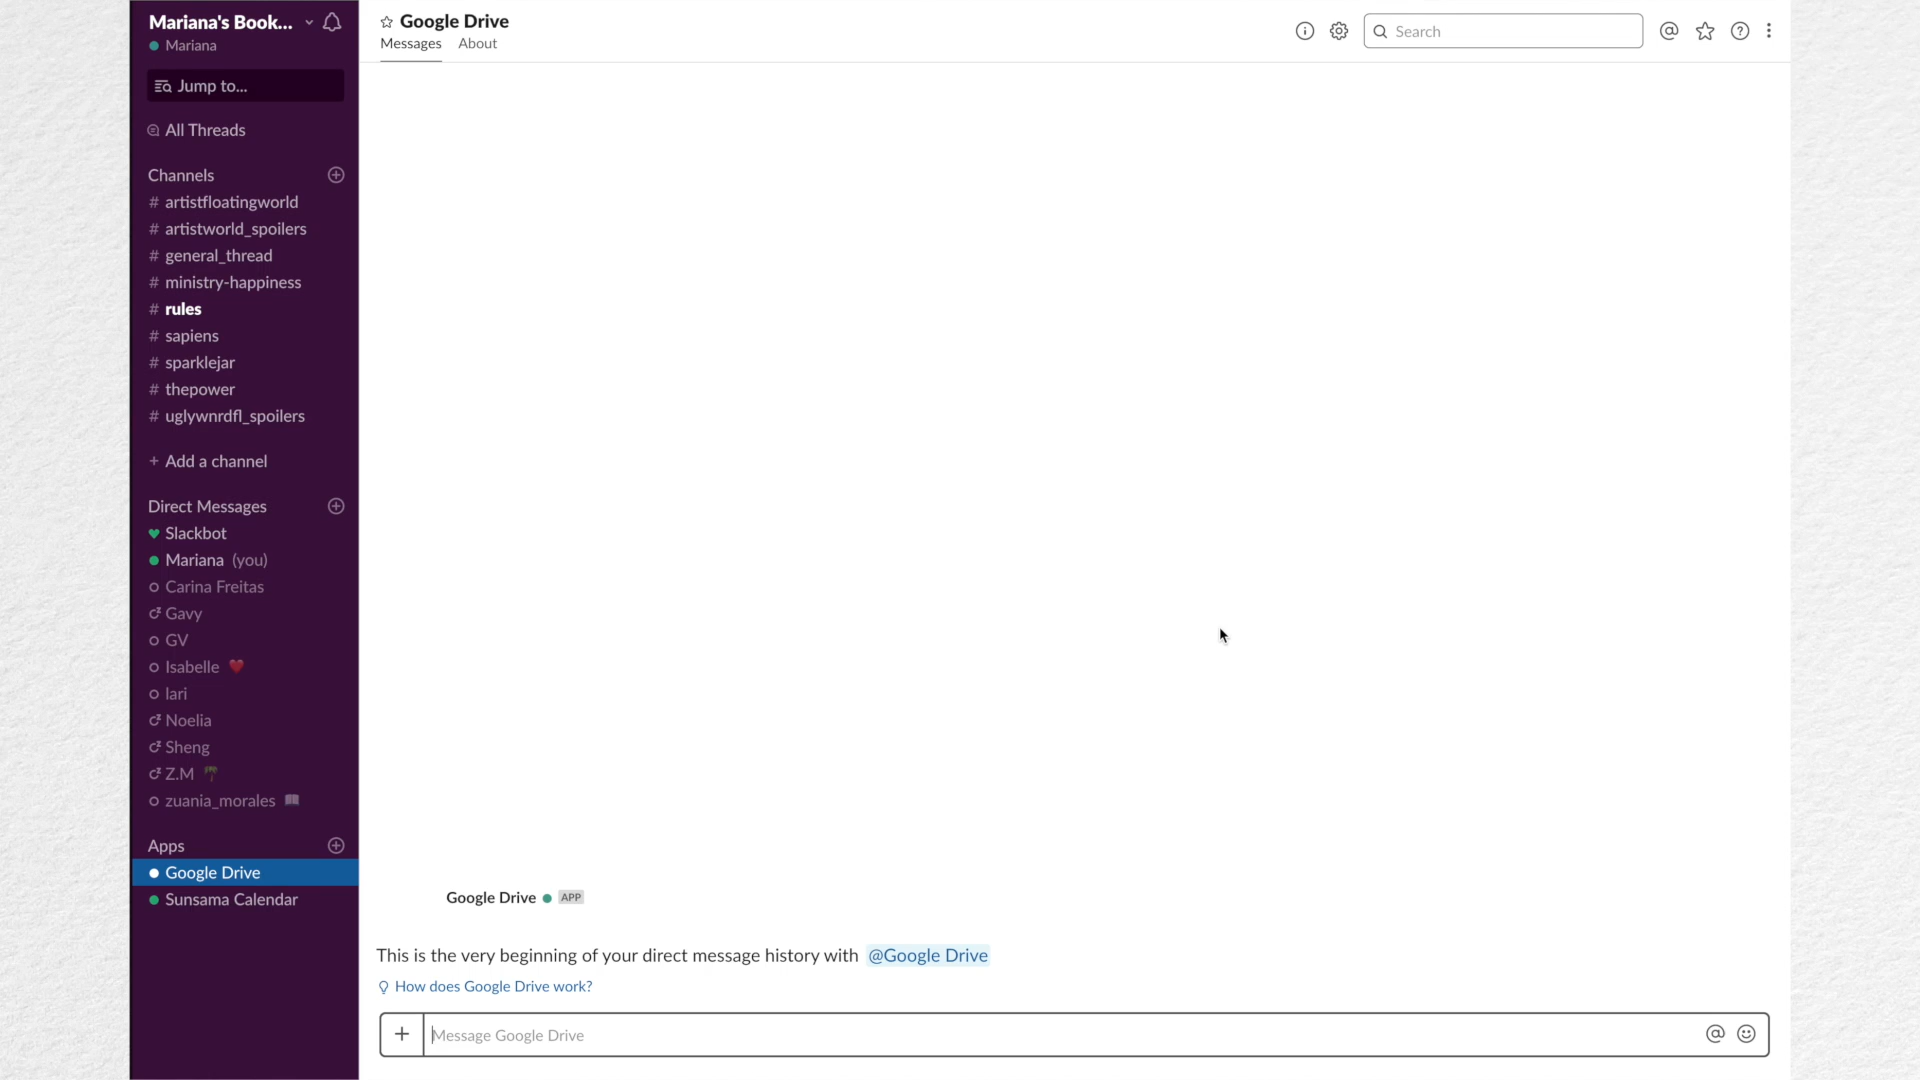 Mariana's Book...
Mariana
Jump to...
All Threads
Channels
# artistfloatingworld
# artistworld_spoilers
# general_thread
# ministry-happiness
# rules
# sapiens
# sparklejar
# thepower
# uglywnrdfl_spoilers
+ Add a channel
Direct Messages
Slackbot
Mariana (you)
Carina Freitas
Gavy
GV
Isabelle
lari
Noelia
Sheng
Z.M
zuania_morales
Apps
Google Drive
Sunsama Calendar
Google Drive
Messages About
Search
Google Drive APP
This is the very beginning of your direct message history with @Google Drive
How does Google Drive work?
Message Google Drive